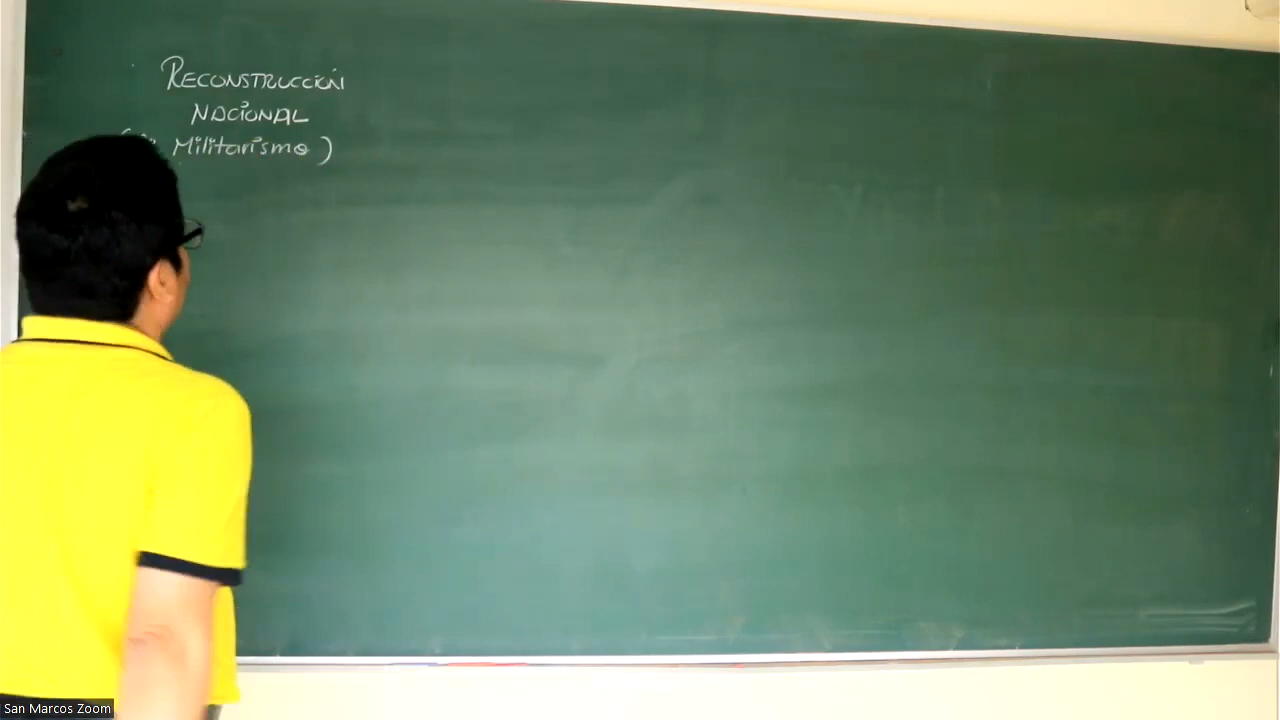 RECONSTRUCCIÓN
NACIONAL
Militarismo )
San Marcos Zoom